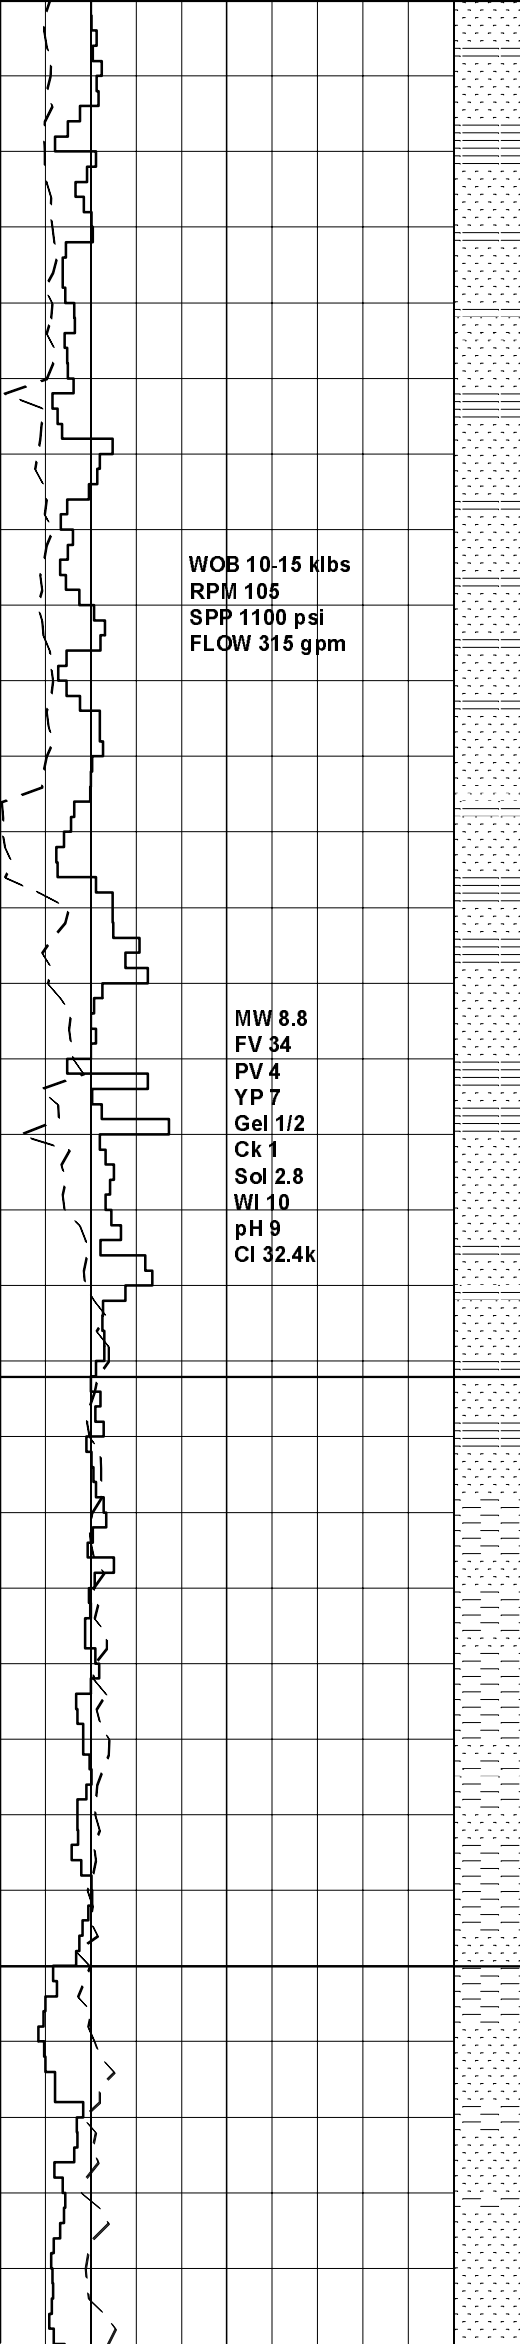 WOB 10-15 klbs
RPM 105
SPP 1100 psi
FLOW 315 gpm
MW 8.8
FV 34
PV 4
YP 7
Gel 1/2
Ck 1
Sol 2.8
Wl 10
pH 9
Cl 32.4k